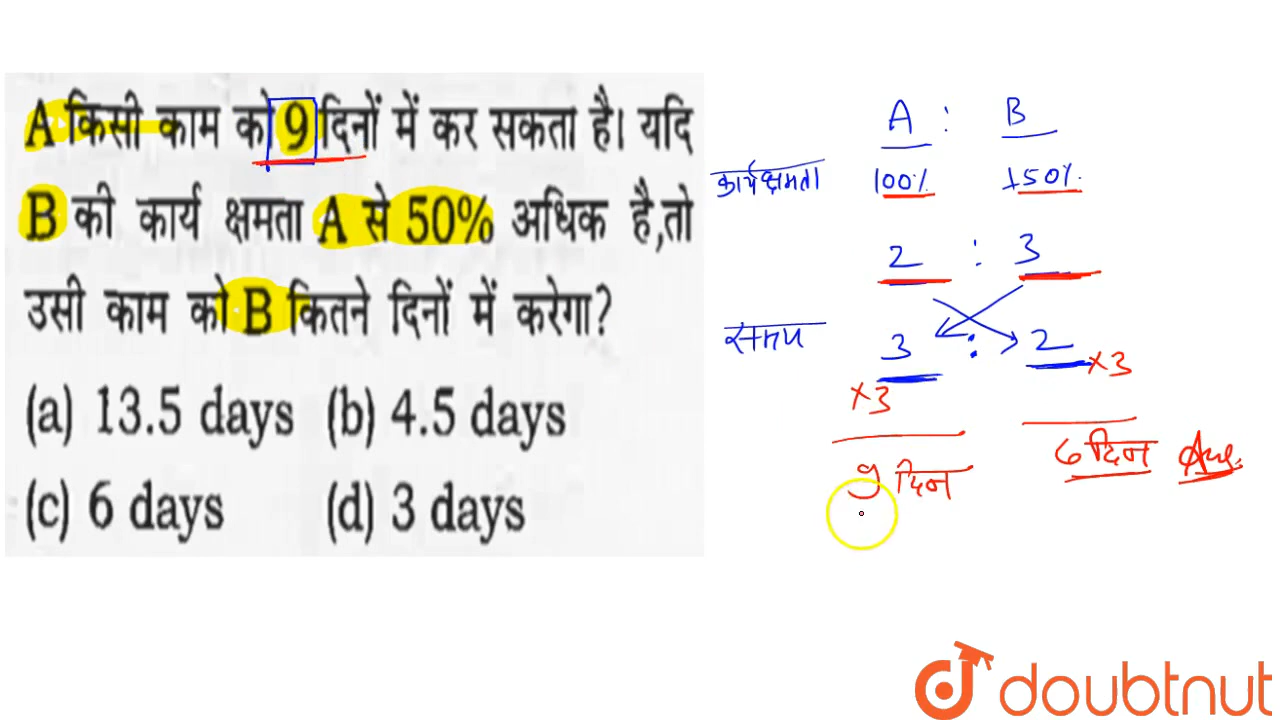 A किसी काम को 9 दिनों में कर सकता है। यदि
B की कार्य क्षमता A से 50% अधिक है,तो
उसी काम को B कितने दिनों में करेगा?
(a) 13.5 days (b) 4.5 days
(c) 6 days (d) 3 days
A : B
कार्यक्षमता 100% 150%
2 : 3
समय 3 : 2
×3 ×3
9 दिन 6 दिन Ans.
doubtnut